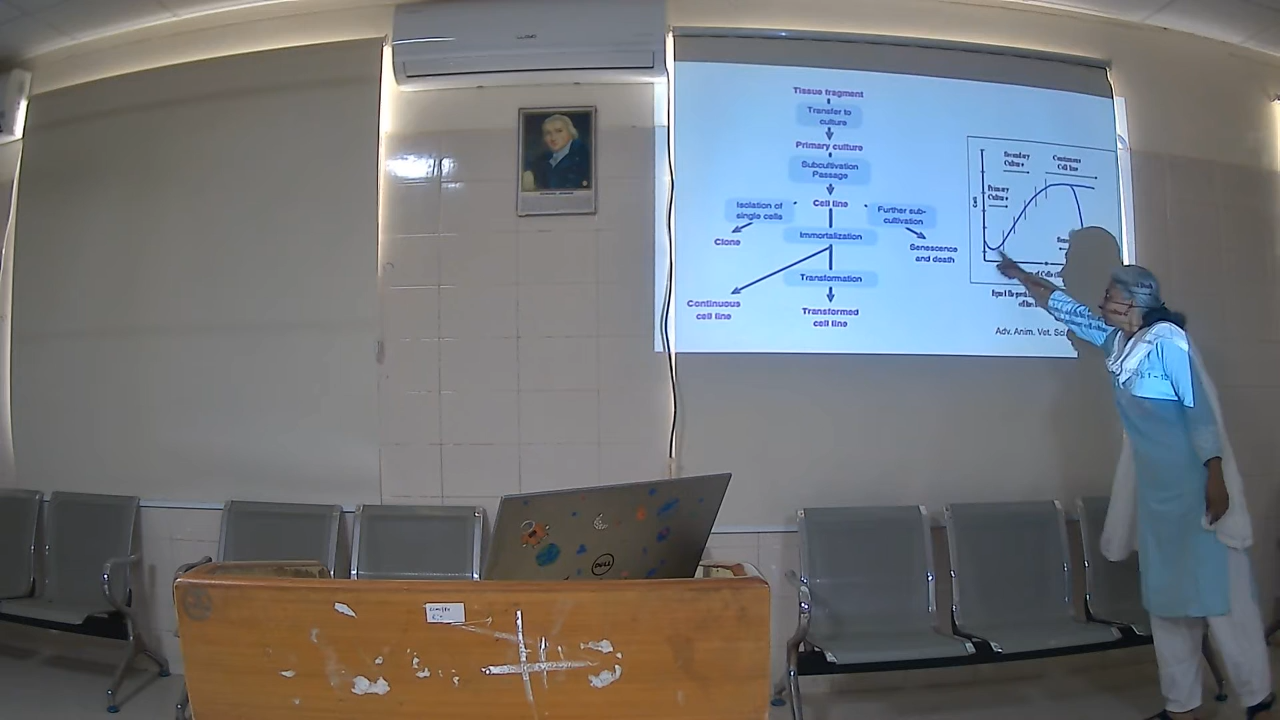 Tissue fragment
Transfer to
culture
Primary culture
Subcultivation
Passage
Cell line
Isolation of
single cells
Clone
Further sub-
cultivation
Senescence
and death
Immortalization
Continuous
cell line
Transformation
Transformed
cell line
Secondary
Culture
Continuous
Cell line
Primary
Culture
of Cells
Adv. Anim. Vet. Sci
DELL